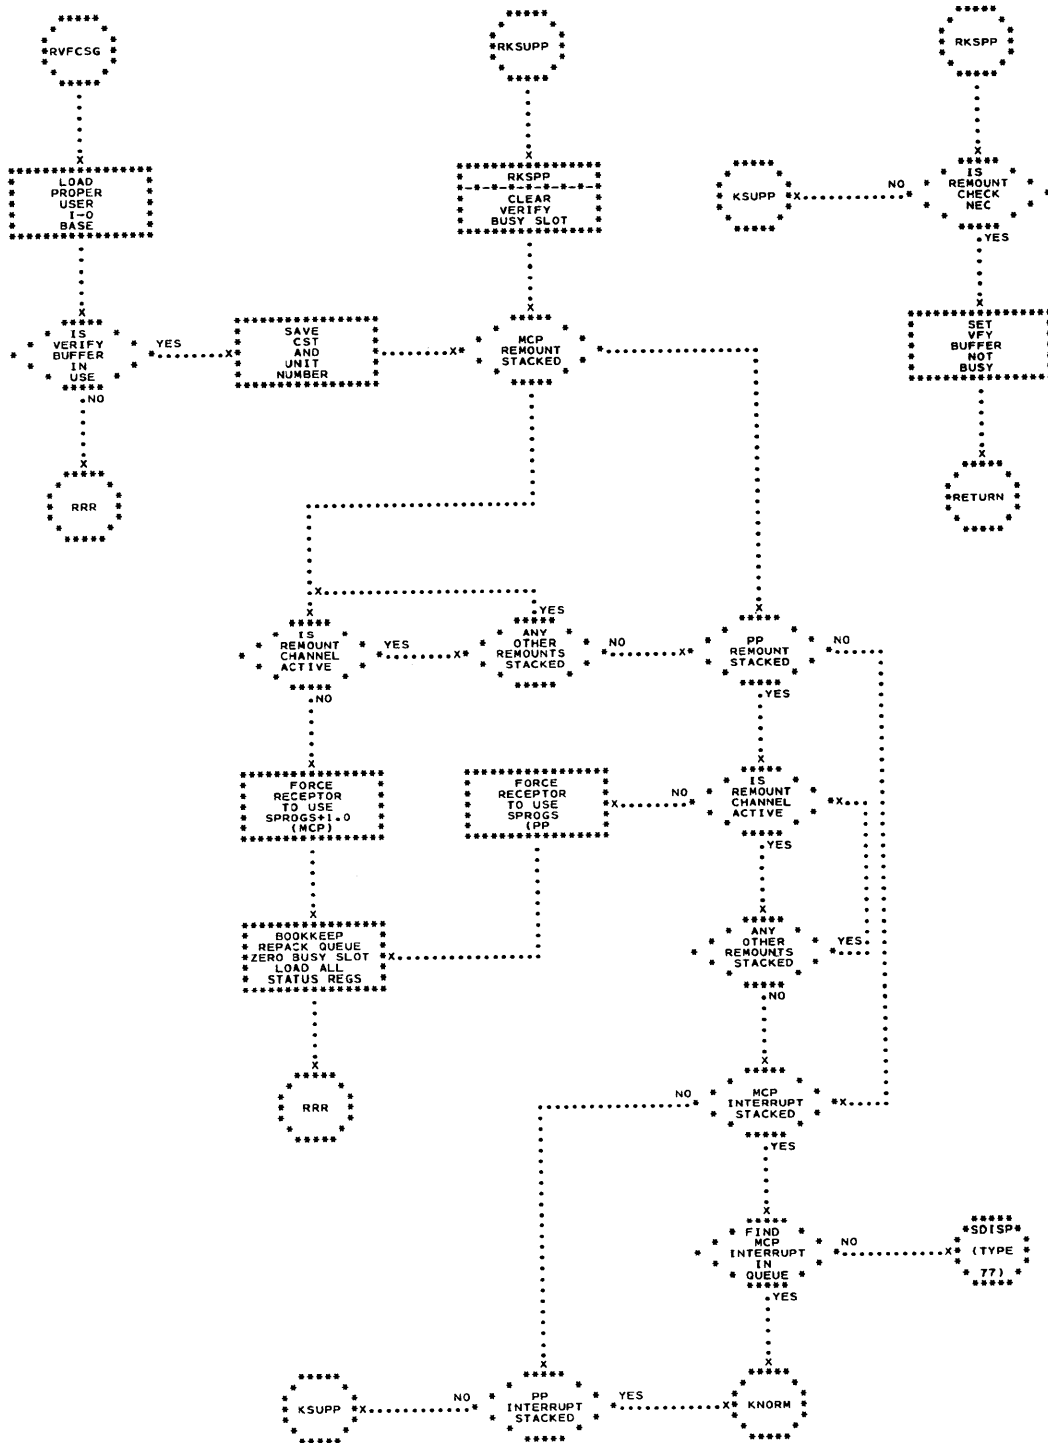 RVFCSG
RKSUPP
RKSPP
LOAD
PROPER
USER
I-O
BASE
RKSPP
CLEAR
VERIFY
BUSY SLOT
KSUPP
NO
IS
REMOUNT
CHECK
NEC
YES
IS
VERIFY
BUFFER
IN
USE
YES
NO
SAVE
CST
AND
UNIT
NUMBER
MCP
REMOUNT
STACKED
SET
VFY
BUFFER
NOT
BUSY
RRR
RETURN
IS
REMOUNT
CHANNEL
ACTIVE
YES
NO
YES
ANY
OTHER
REMOUNTS
STACKED
NO
PP
REMOUNT
STACKED
NO
YES
FORCE
RECEPTOR
TO USE
SPROGS+1.0
(MCP)
FORCE
RECEPTOR
TO USE
SPROGS
(PP
NO
IS
REMOUNT
CHANNEL
ACTIVE
YES
BOOKKEEP
REPACK QUEUE
ZERO BUSY SLOT
LOAD ALL
STATUS REGS
ANY
OTHER
REMOUNTS
STACKED
YES
NO
RRR
NO
MCP
INTERRUPT
STACKED
YES
FIND
MCP
INTERRUPT
IN
QUEUE
NO
YES
SDISP
(TYPE
77)
KSUPP
NO
PP
INTERRUPT
STACKED
YES
KNORM